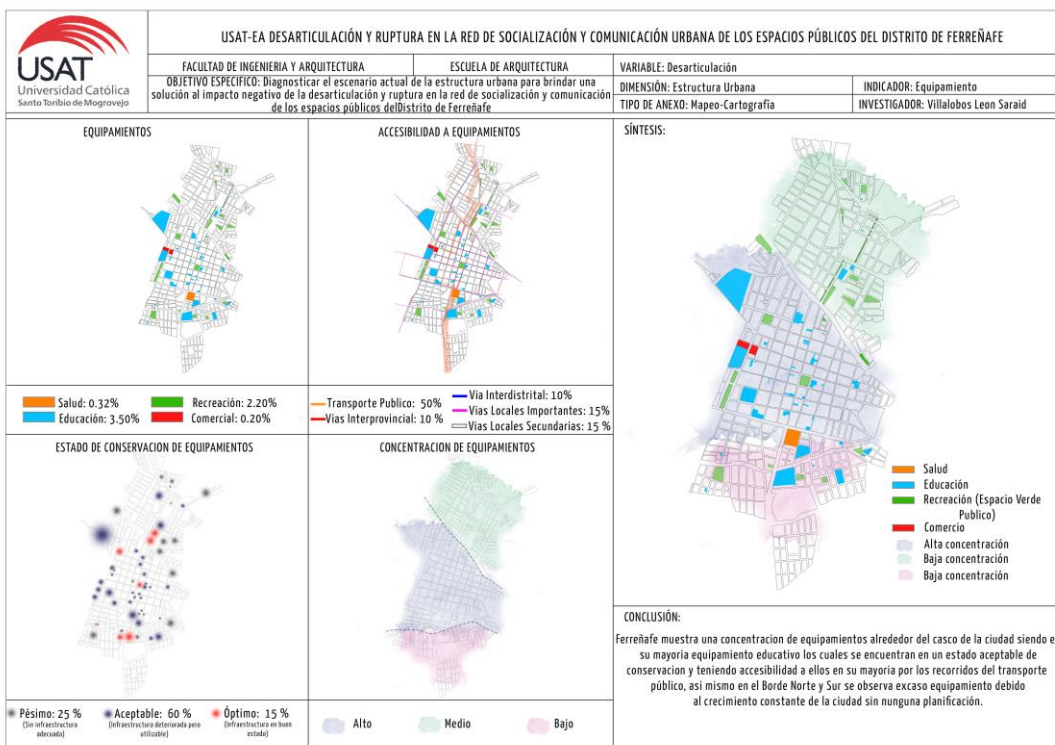 USAT
Universidad Católica
Santo Toribio de Mogrovejo
USAT-EA DESARTICULACIÓN Y RUPTURA EN LA RED DE SOCIALIZACIÓN Y COMUNICACIÓN URBANA DE LOS ESPACIOS PÚBLICOS DEL DISTRITO DE FERREÑAFE
FACULTAD DE INGENIERIA Y ARQUITECTURA
ESCUELA DE ARQUITECTURA
OBJETIVO ESPECIFICO: Diagnosticar el escenario actual de la estructura urbana para brindar una
solución al impacto negativo de la desarticulación y ruptura en la red de socialización y comunicación
de los espacios públicos delDistrito de Ferreñafe
VARIABLE: Desarticulación
DIMENSIÓN: Estructura Urbana
INDICADOR: Equipamiento
TIPO DE ANEXO: Mapeo-Cartografía
INVESTIGADOR: Villalobos Leon Saraid
EQUIPAMIENTOS
Salud: 0.32%
Recreación: 2.20%
Educación: 3.50%
Comercial: 0.20%
ACCESIBILIDAD A EQUIPAMIENTOS
Transporte Publico: 50%
Vias Interprovincial: 10 %
Via Interdistrital: 10%
Vias Locales Importantes: 15%
Vias Locales Secundarias: 15 %
ESTADO DE CONSERVACION DE EQUIPAMIENTOS
Pésimo: 25 %
(Sin infraestructura
adecuada)
Aceptable: 60 %
(Infraestructura deteriorada pero
utilizable)
Óptimo: 15 %
(Infraestructura en buen
estado)
CONCENTRACION DE EQUIPAMIENTOS
Alto
Medio
Bajo
SÍNTESIS:
Salud
Educación
Recreación (Espacio Verde
Publico)
Comercio
Alta concentración
Baja concentración
Baja concentración
CONCLUSIÓN:
Ferreñafe muestra una concentracion de equipamientos alrededor del casco de la ciudad siendo e
su mayoria equipamiento educativo los cuales se encuentran en un estado aceptable de
conservacion y teniendo accesibilidad a ellos en su mayoria por los recorridos del transporte
público, asi mismo en el Borde Norte y Sur se observa excaso equipamiento debido
al crecimiento constante de la ciudad sin nunguna planificación.